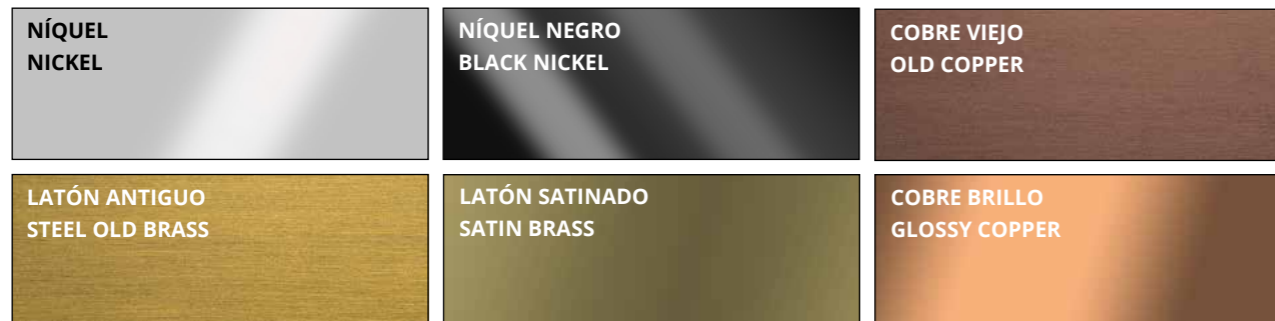 NÍQUEL
NICKEL
NÍQUEL NEGRO
BLACK NICKEL
COBRE VIEJO
OLD COPPER
LATÓN ANTIGUO
STEEL OLD BRASS
LATÓN SATINADO
SATIN BRASS
COBRE BRILLO
GLOSSY COPPER